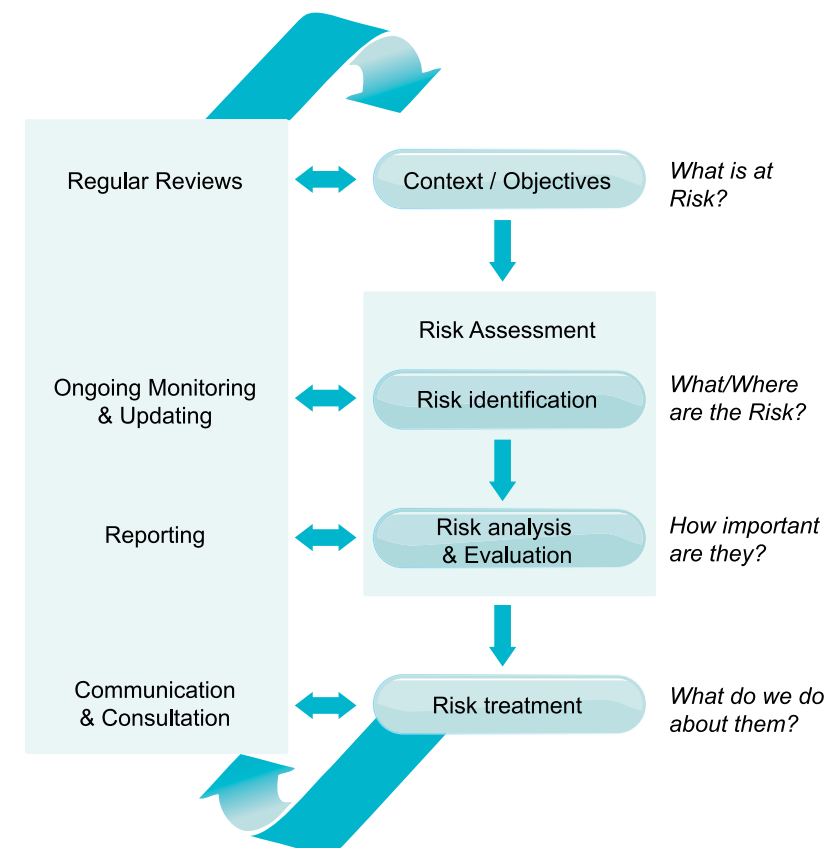 Regular Reviews
Context / Objectives
What is at
Risk?
Risk Assessment
Ongoing Monitoring
& Updating
Risk identification
What/Where
are the Risk?
Reporting
Risk analysis
& Evaluation
How important
are they?
Communication
& Consultation
Risk treatment
What do we do
about them?